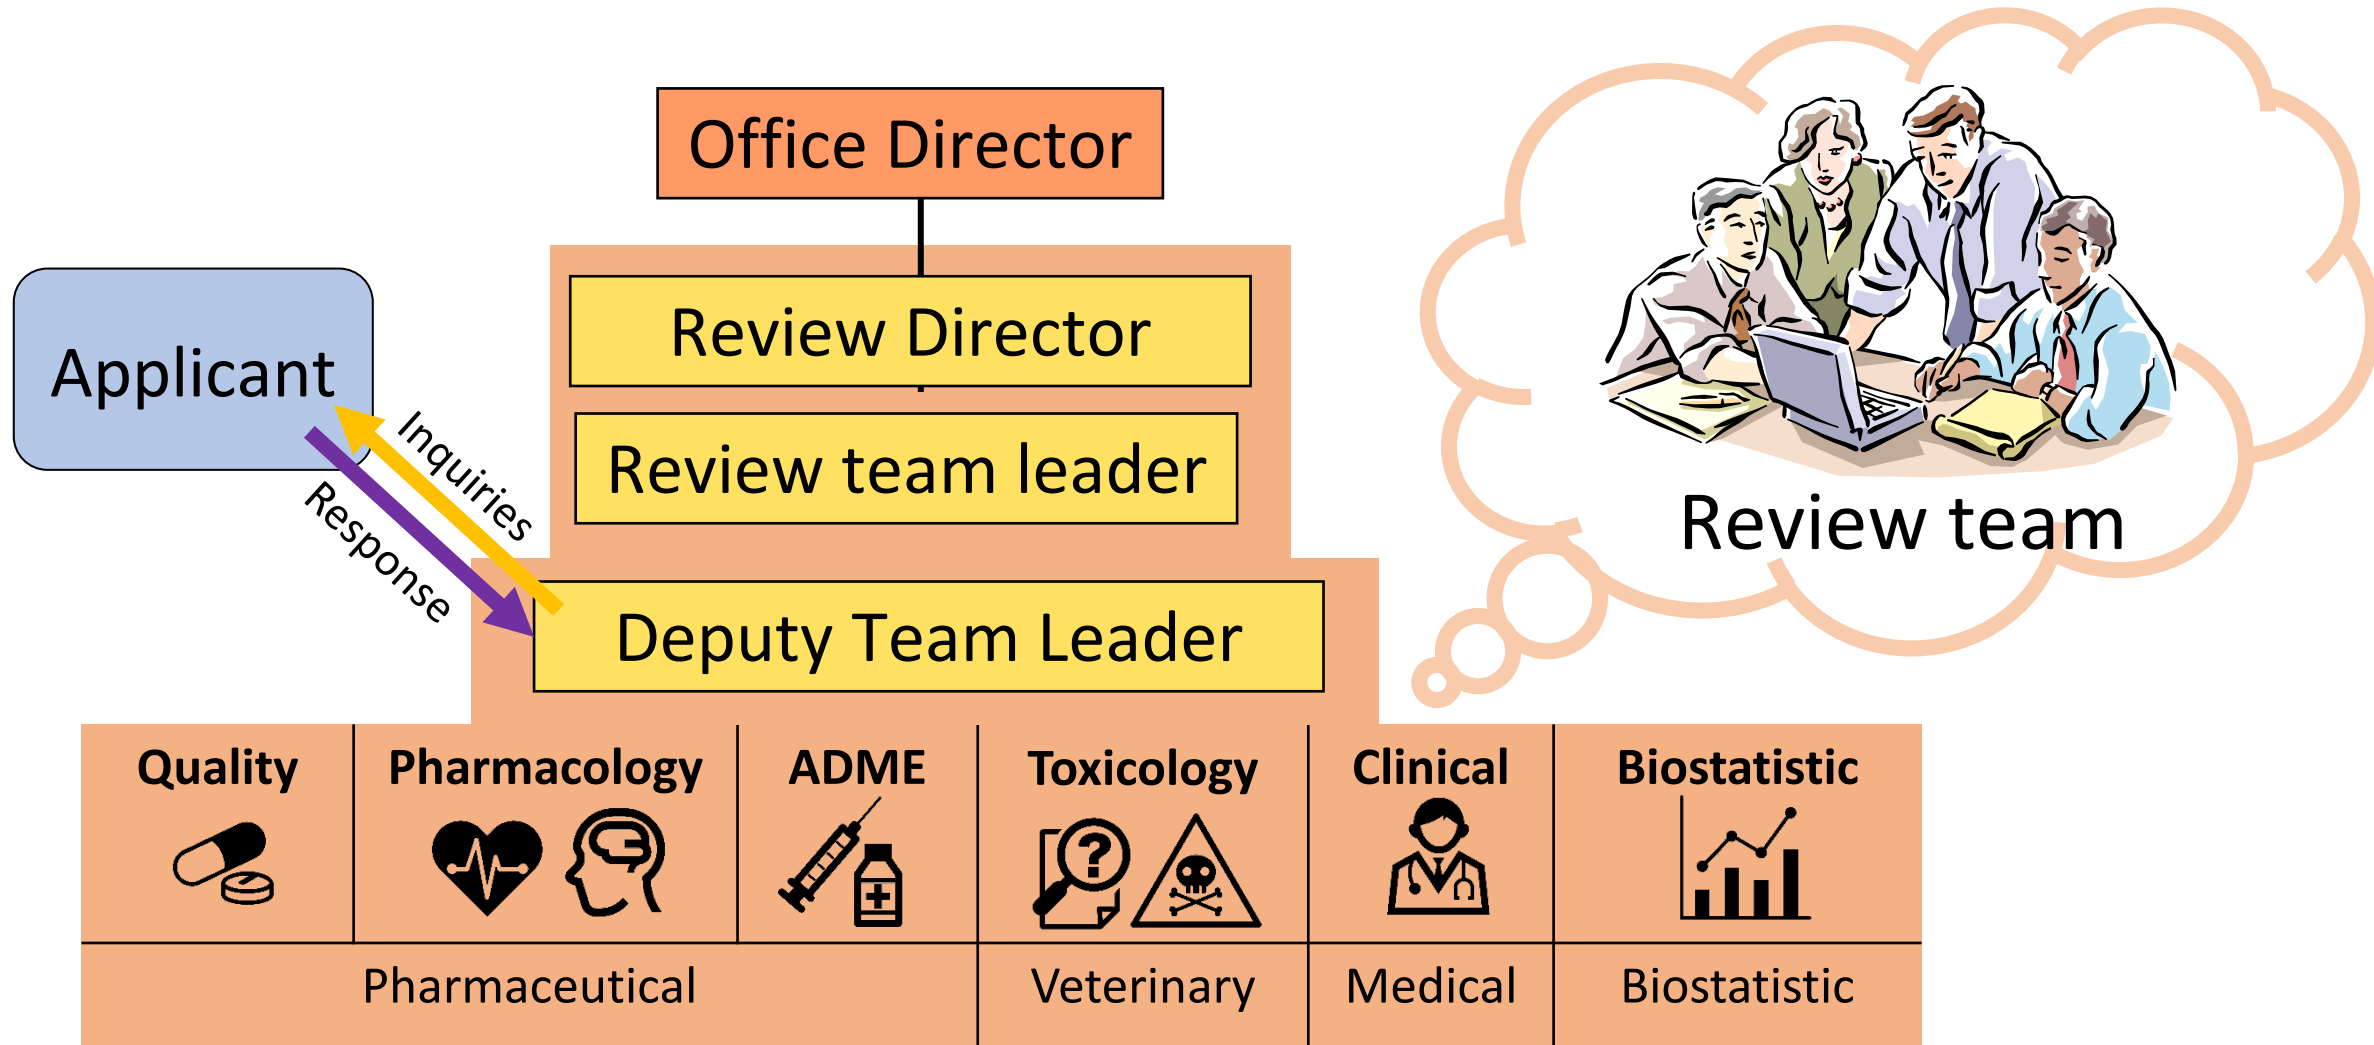 Office Director
Review Director
Applicant
Inquiries
Response
Review team leader
Review team
Deputy Team Leader
Quality
Pharmacology
ADME
Toxicology
Clinical
Biostatistic
?
Pharmaceutical
Veterinary
Medical
Biostatistic